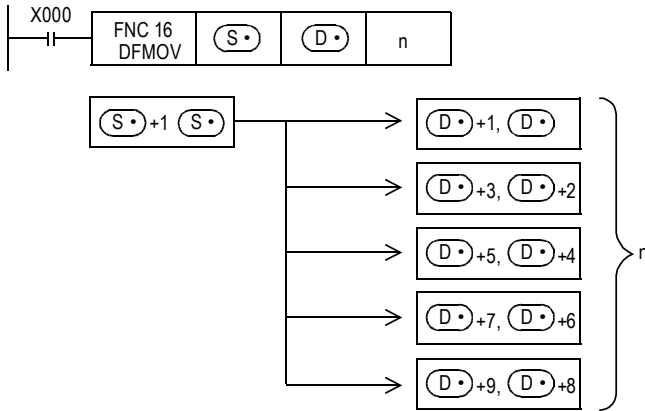 X000
FNC 16 DFMOV S• D• n
S•+1 S•
D•+1, D•
D•+3, D•+2
D•+5, D•+4
n
D•+7, D•+6
D•+9, D•+8